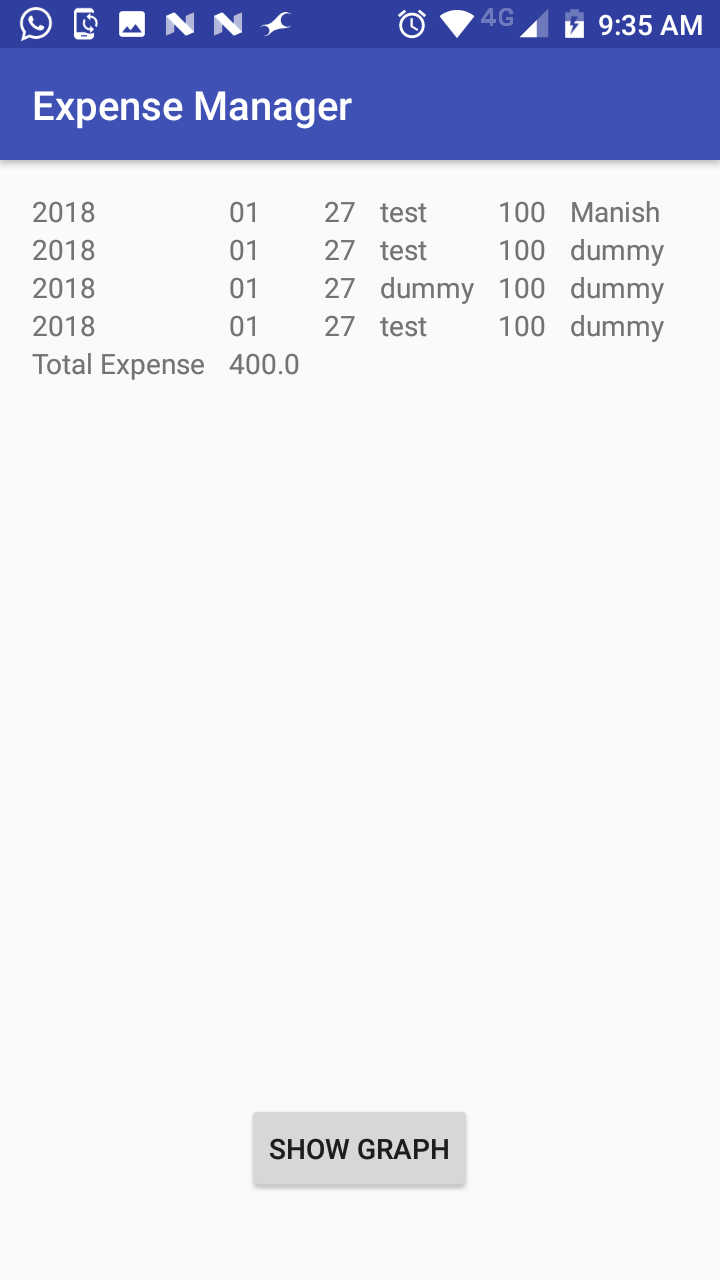 4G 9:35 AM
Expense Manager
2018 01 27 test 100 Manish
2018 01 27 test 100 dummy
2018 01 27 dummy 100 dummy
2018 01 27 test 100 dummy
Total Expense 400.0
SHOW GRAPH